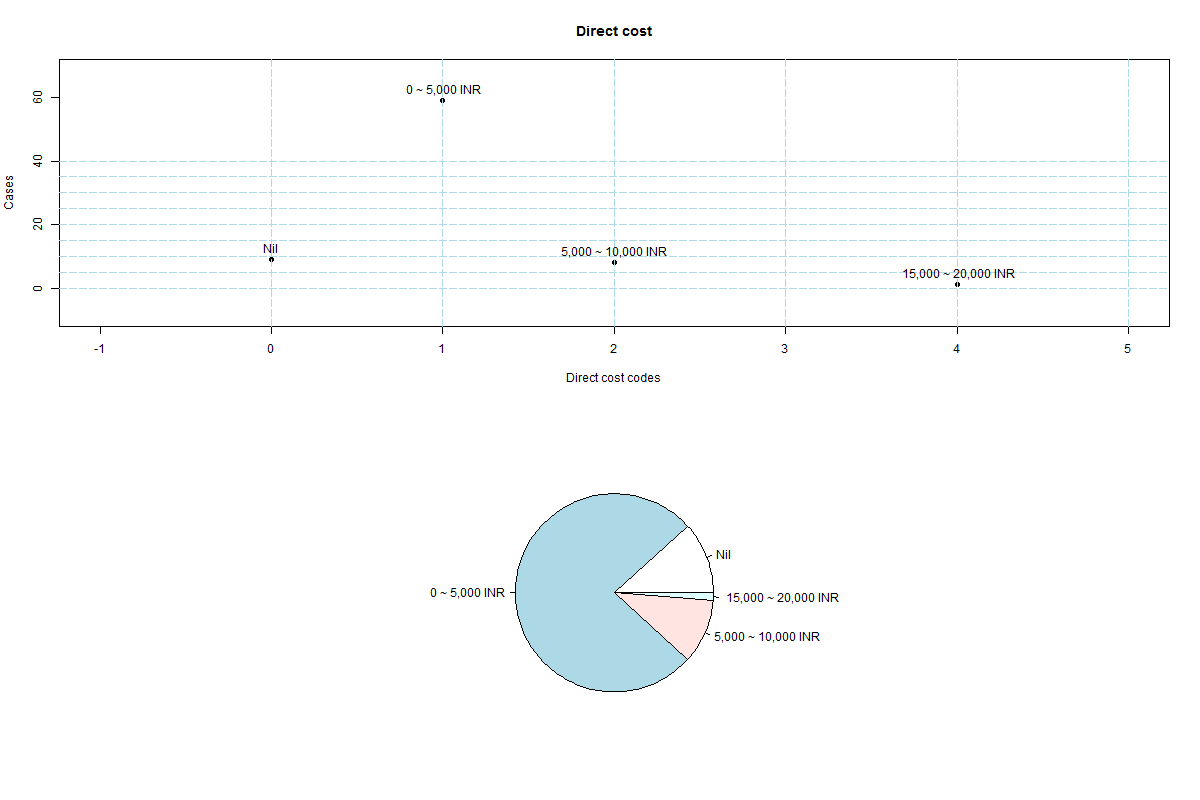 Direct cost
Cases
60
40
20
0
0 ~ 5,000 INR
Nil
5,000 ~ 10,000 INR
15,000 ~ 20,000 INR
-1 0 1 2 3 4 5
Direct cost codes
Nil
0 ~ 5,000 INR
15,000 ~ 20,000 INR
5,000 ~ 10,000 INR